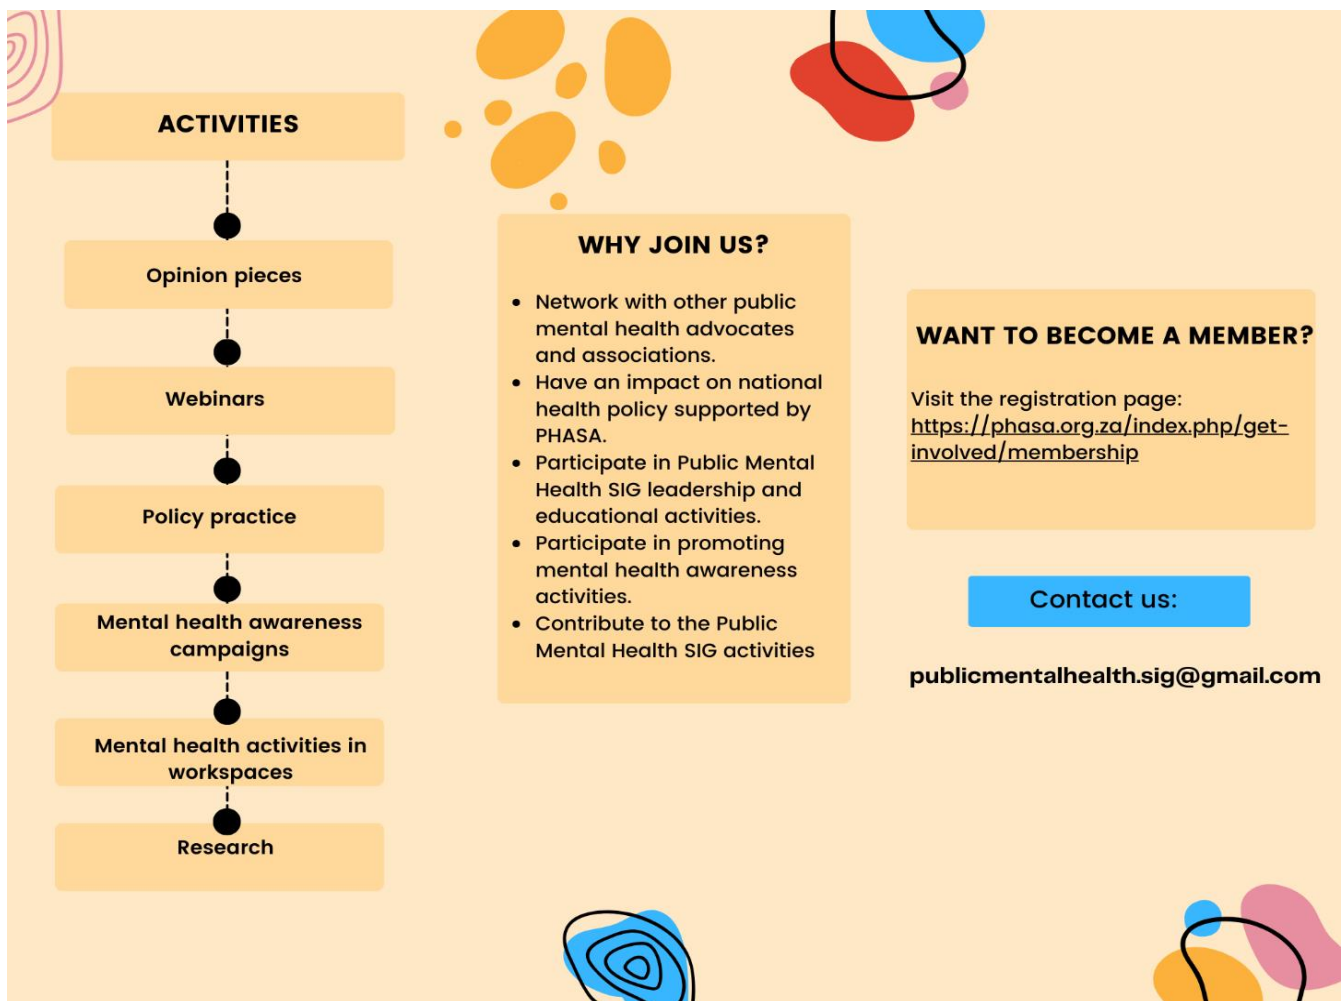 ACTIVITIES
Opinion pieces
Webinars
Policy practice
Mental health awareness
campaigns
Mental health activities in
workspaces
Research
WHY JOIN US?
• Network with other public
mental health advocates
and associations.
• Have an impact on national
health policy supported by
PHASA.
• Participate in Public Mental
Health SIG leadership and
educational activities.
• Participate in promoting
mental health awareness
activities.
• Contribute to the Public
Mental Health SIG activities
WANT TO BECOME A MEMBER?
Visit the registration page:
https://phasa.org.za/index.php/get-
involved/membership
Contact us:
publicmentalhealth.sig@gmail.com